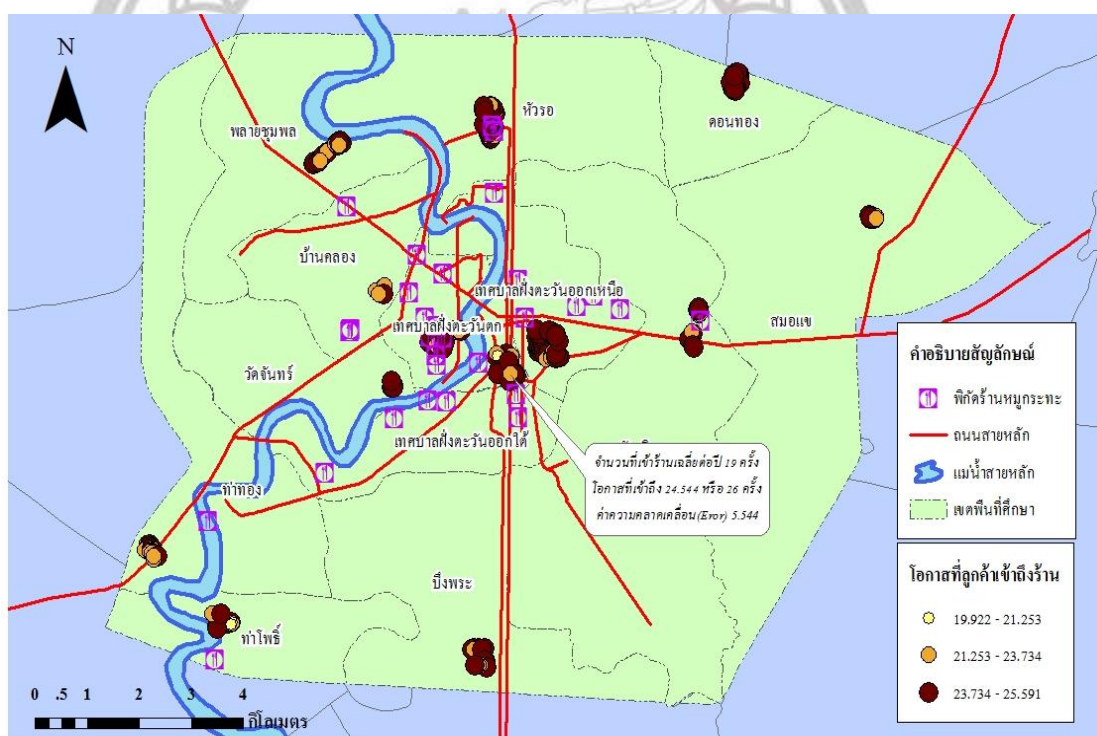 N
หัวรอ
ดอนทอง
พลายชุมพล
บ้านคลอง
เทศบาลฝั่งตะวันออกเหนือ
เทศบาลฝั่งตะวันตก
สมอแข
วัดจันทร์
เทศบาลฝั่งตะวันออกใต้
ท่าทอง
บึงพระ
ท่าโพธิ์
จำนวนที่เข้าร้านเฉลี่ยต่อปี 19 ครั้ง
โอกาสที่เข้าถึง 24.544 หรือ 26 ครั้ง
ค่าความคลาดเคลื่อน (Eror) 5.544
คำอธิบายสัญลักษณ์
พิกัดร้านหมูกระทะ
ถนนสายหลัก
แม่น้ำสายหลัก
เขตพื้นที่ศึกษา
โอกาสที่ลูกค้าเข้าถึงร้าน
19.922 - 21.253
21.253 - 23.734
23.734 - 25.591
0 .5 1 2 3 4
กิโลเมตร